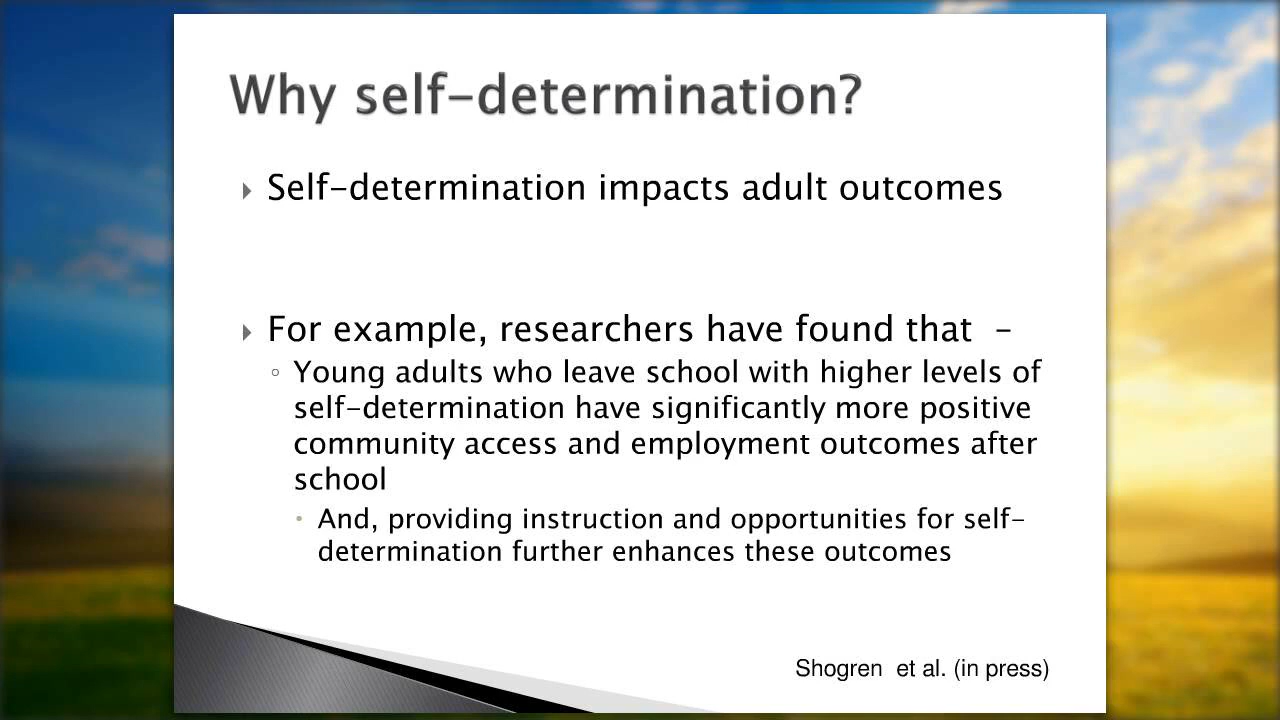 Why self-determination?
Self-determination impacts adult outcomes
For example, researchers have found that –
Young adults who leave school with higher levels of
self-determination have significantly more positive
community access and employment outcomes after
school
And, providing instruction and opportunities for self-
determination further enhances these outcomes
Shogren et al. (in press)